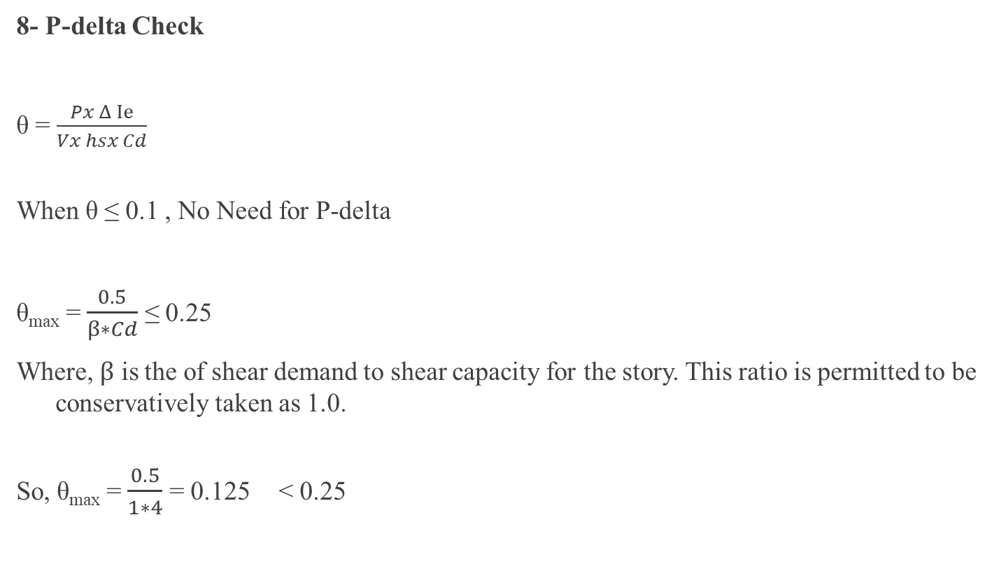 8- P-delta Check
θ = Px Δ Ie / Vx hsx Cd
When θ ≤ 0.1 , No Need for P-delta
θmax = 0.5 / β*Cd ≤ 0.25
Where, β is the of shear demand to shear capacity for the story. This ratio is permitted to be
conservatively taken as 1.0.
So, θmax = 0.5 / 1*4 = 0.125 < 0.25